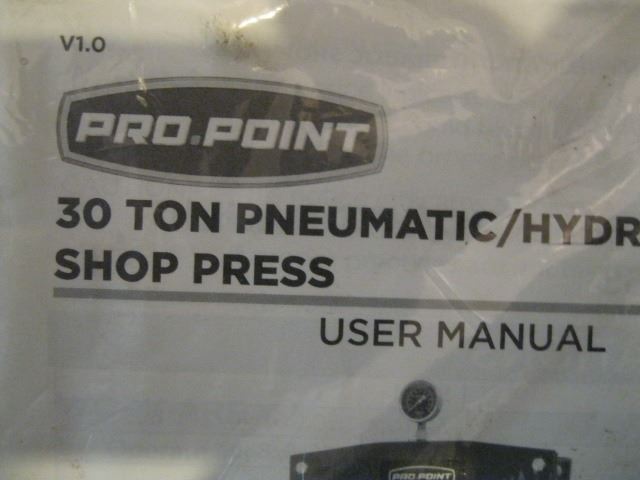 V1.0
PRO.POINT
30 TON PNEUMATIC/HYDR
SHOP PRESS
USER MANUAL
PRO.POINT